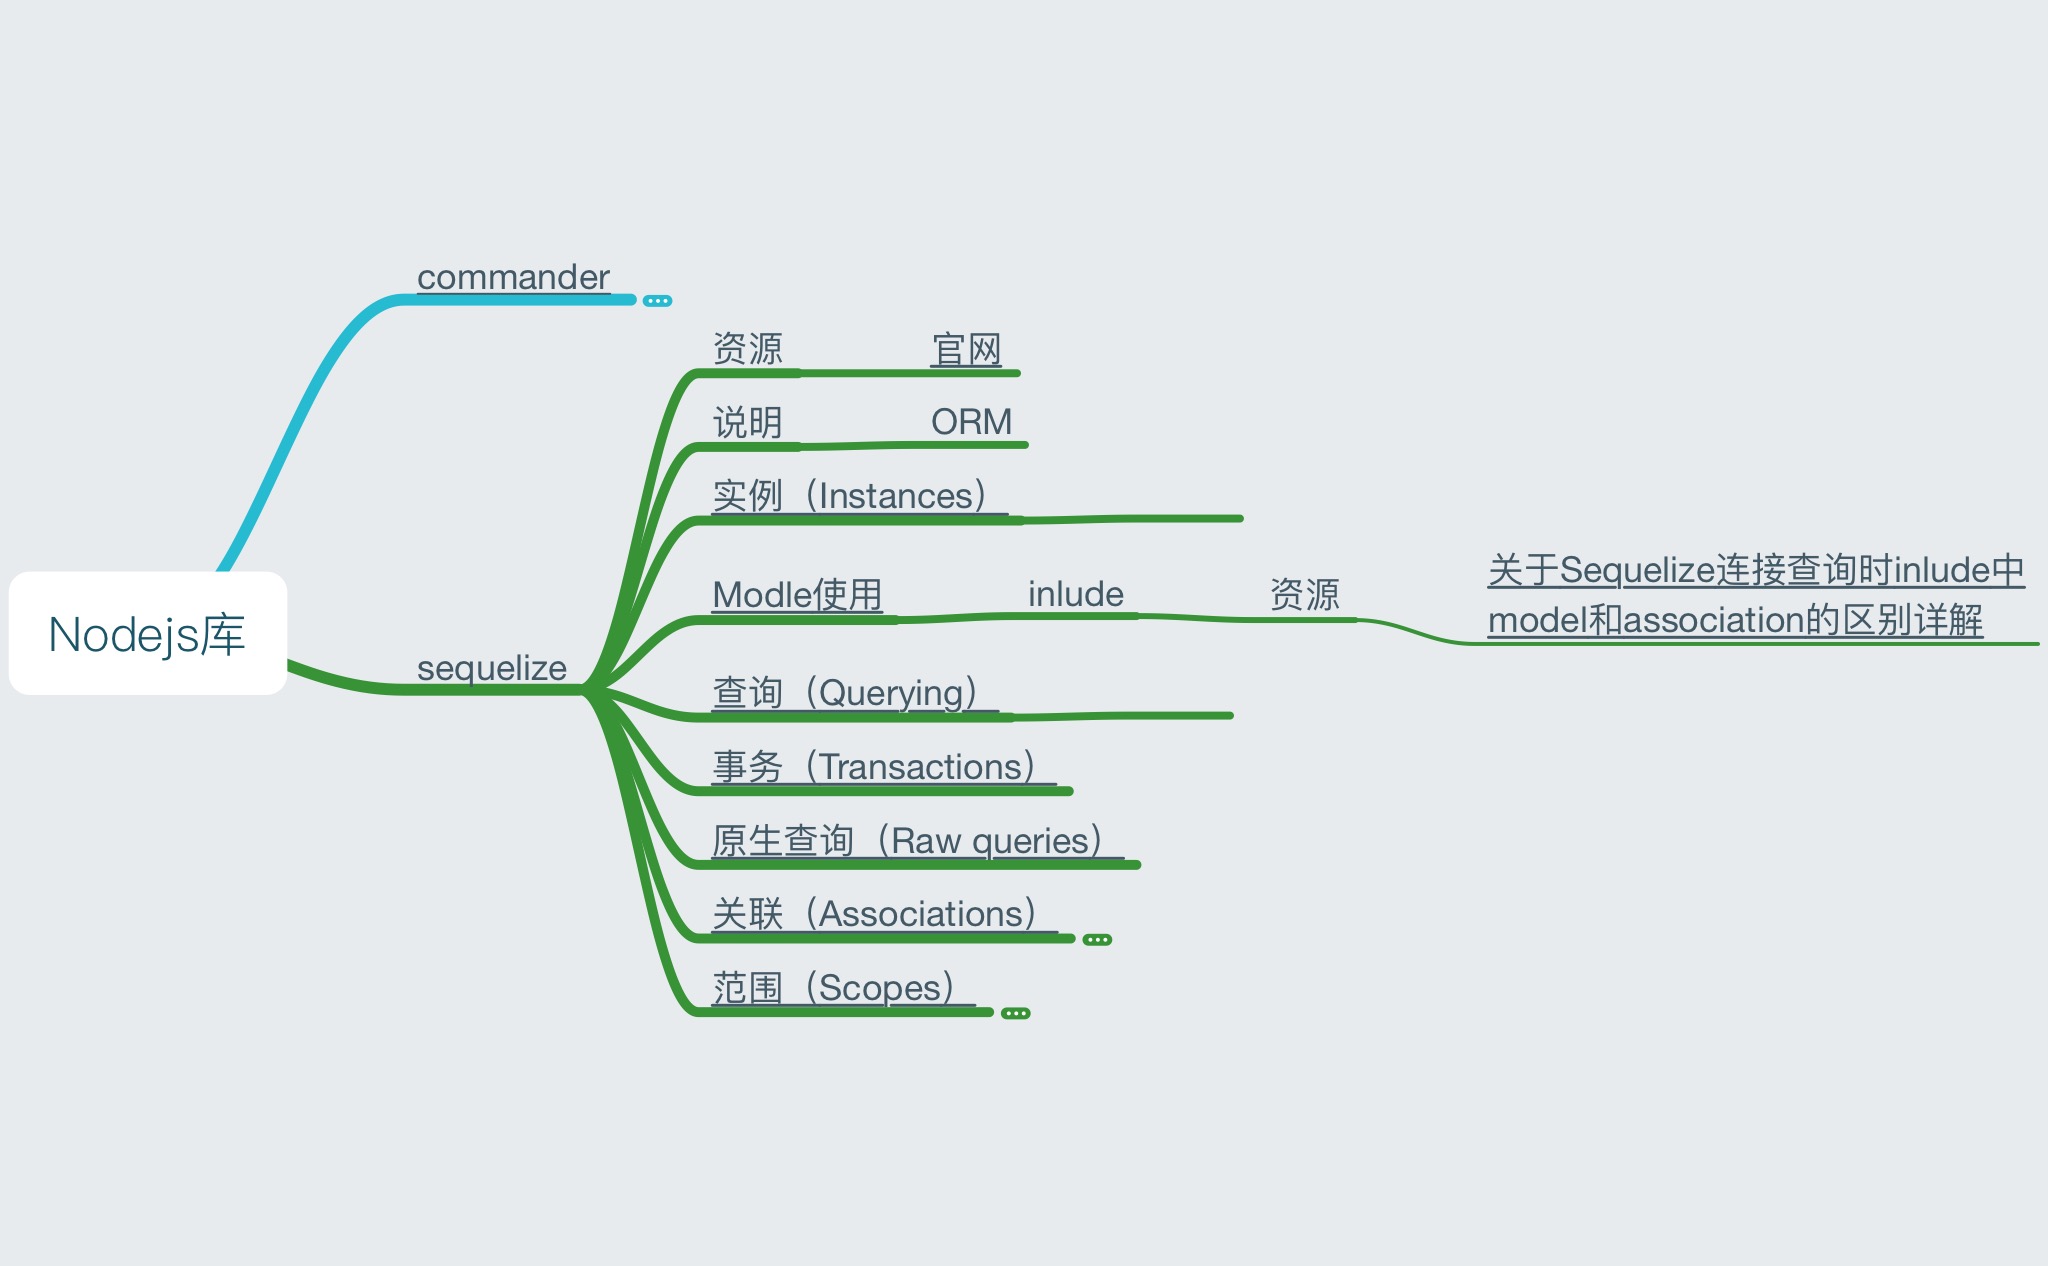 commander
资源
官网
说明
ORM
实例（Instances）
Modle使用
inlude
资源
关于Sequelize连接查询时inlude中
model和association的区别详解
Nodejs库
sequelize
查询（Querying）
事务（Transactions）
原生查询（Raw queries）
关联（Associations）
范围（Scopes）